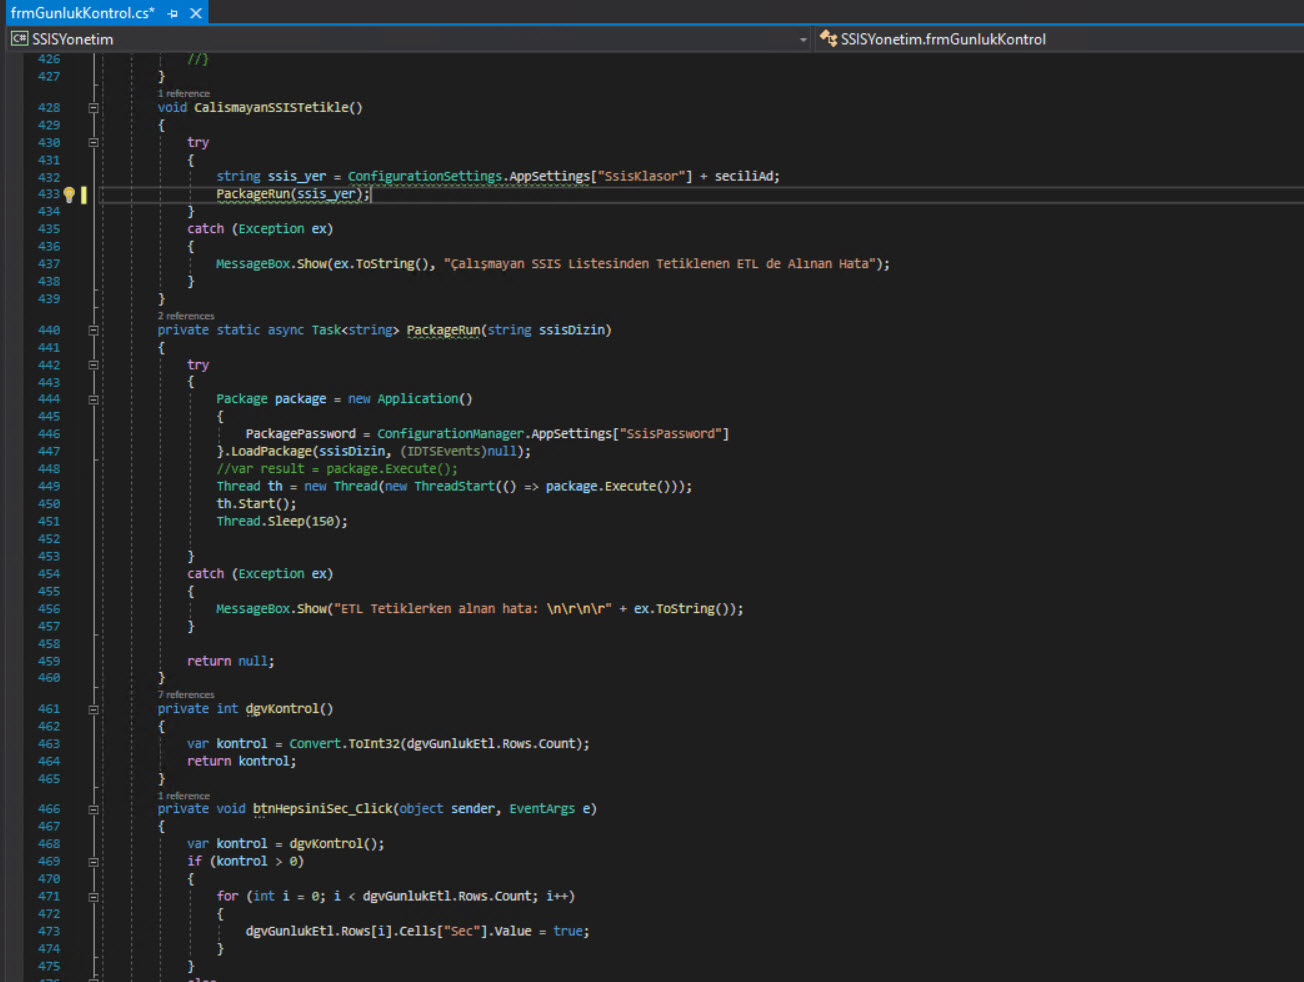 frmGunlukKontrol.cs*
SSISYonetim
SSISYonetim.frmGunlukKontrol
426 //}
427 }
1 reference
428 void CalismayanSSISTetikle()
429 {
430 try
431 {
432 string ssis_yer = ConfigurationSettings.AppSettings["SsisKlasor"] + seciliAd;
433 PackageRun(ssis_yer);
434 }
435 catch (Exception ex)
436 {
437 MessageBox.Show(ex.ToString(), "Çalışmayan SSIS Listesinden Tetiklenen ETL de Alınan Hata");
438 }
439 }
2 references
440 private static async Task<string> PackageRun(string ssisDizin)
441 {
442 try
443 {
444 Package package = new Application()
445 {
446 PackagePassword = ConfigurationManager.AppSettings["SsisPassword"]
447 }.LoadPackage(ssisDizin, (IDTSEvents)null);
448 //var result = package.Execute();
449 Thread th = new Thread(new ThreadStart(() => package.Execute()));
450 th.Start();
451 Thread.Sleep(150);
452
453 }
454 catch (Exception ex)
455 {
456 MessageBox.Show("ETL Tetiklerken alnan hata: \n\r\n\r" + ex.ToString());
457 }
458
459 return null;
460 }
7 references
461 private int dgvKontrol()
462 {
463 var kontrol = Convert.ToInt32(dgvGunlukEtl.Rows.Count);
464 return kontrol;
465 }
1 reference
466 private void btnHepsiniSec_Click(object sender, EventArgs e)
467 {
468 var kontrol = dgvKontrol();
469 if (kontrol > 0)
470 {
471 for (int i = 0; i < dgvGunlukEtl.Rows.Count; i++)
472 {
473 dgvGunlukEtl.Rows[i].Cells["Sec"].Value = true;
474 }
475 }
476 else